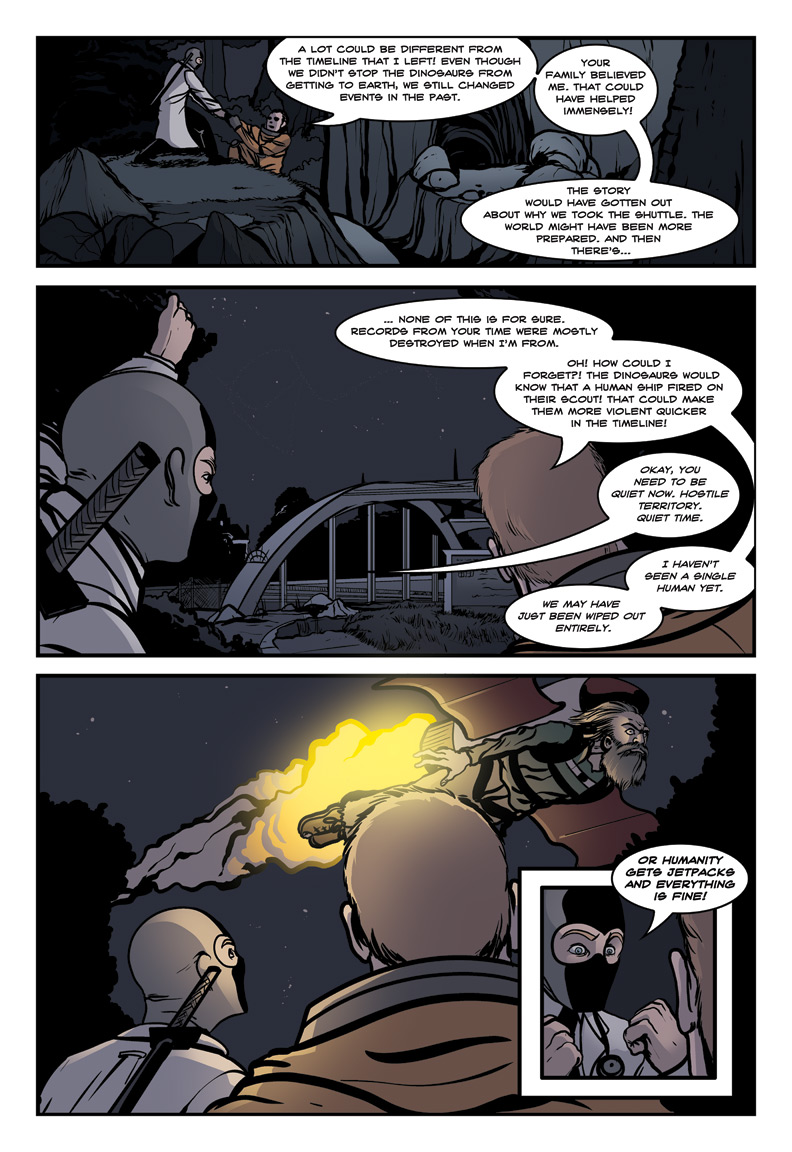 A LOT COULD BE DIFFERENT FROM
THE TIMELINE THAT I LEFT! EVEN THOUGH
WE DIDN'T STOP THE DINOSAURS FROM
GETTING TO EARTH, WE STILL CHANGED
EVENTS IN THE PAST.
YOUR
FAMILY BELIEVED
ME. THAT COULD
HAVE HELPED
IMMENSELY!
THE STORY
WOULD HAVE GOTTEN OUT
ABOUT WHY WE TOOK THE SHUTTLE. THE
WORLD MIGHT HAVE BEEN MORE
PREPARED. AND THEN
THERE'S...
... NONE OF THIS IS FOR SURE.
RECORDS FROM YOUR TIME WERE MOSTLY
DESTROYED WHEN I'M FROM.
OH! HOW COULD I
FORGET?! THE DINOSAURS WOULD
KNOW THAT A HUMAN SHIP FIRED ON
THEIR SCOUT! THAT COULD MAKE
THEM MORE VIOLENT QUICKER
IN THE TIMELINE!
OKAY, YOU
NEED TO BE
QUIET NOW. HOSTILE
TERRITORY.
QUIET TIME.
I HAVEN'T
SEEN A SINGLE
HUMAN YET.
WE MAY HAVE
JUST BEEN WIPED OUT
ENTIRELY.
OR HUMANITY
GETS JETPACKS
AND EVERYTHING
IS FINE!